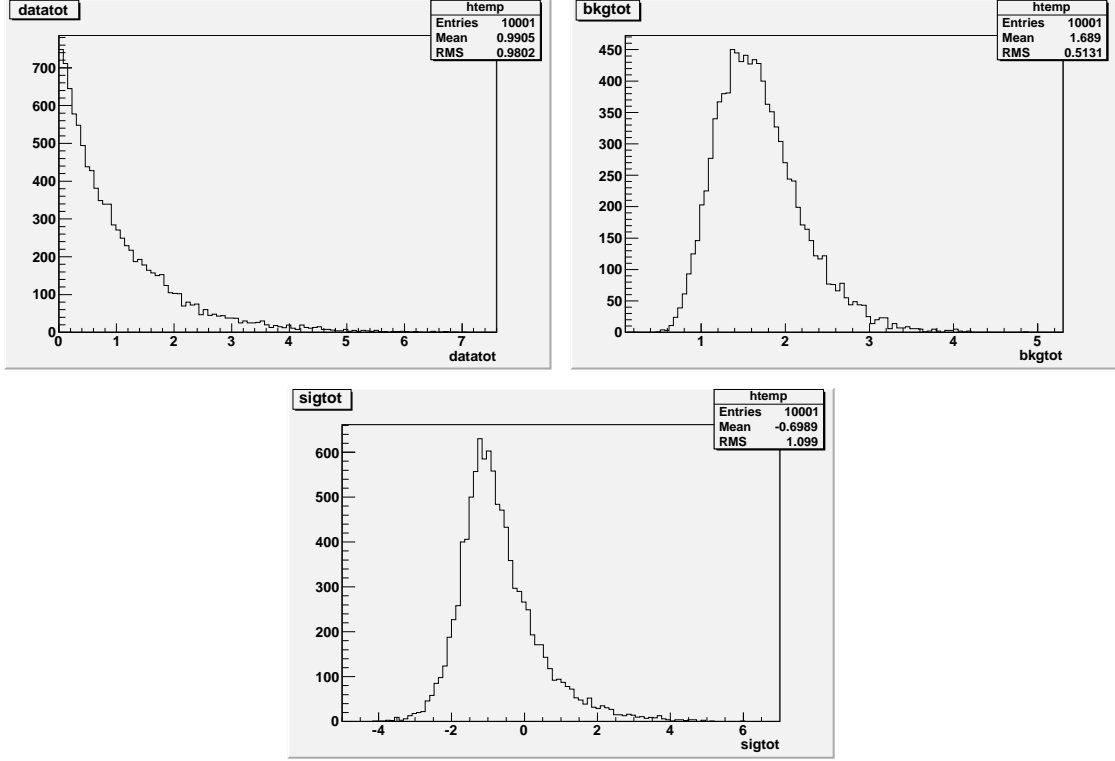 datatot
htemp
Entries 10001
Mean 0.9905
RMS 0.9802
700
600
500
400
300
200
100
0
0 1 2 3 4 5 6 7
datatot
bkgtot
htemp
Entries 10001
Mean 1.689
RMS 0.5131
450
400
350
300
250
200
150
100
50
0
1 2 3 4 5
bkgtot
sigtot
htemp
Entries 10001
Mean -0.6989
RMS 1.099
600
500
400
300
200
100
0
-4 -2 0 2 4 6
sigtot